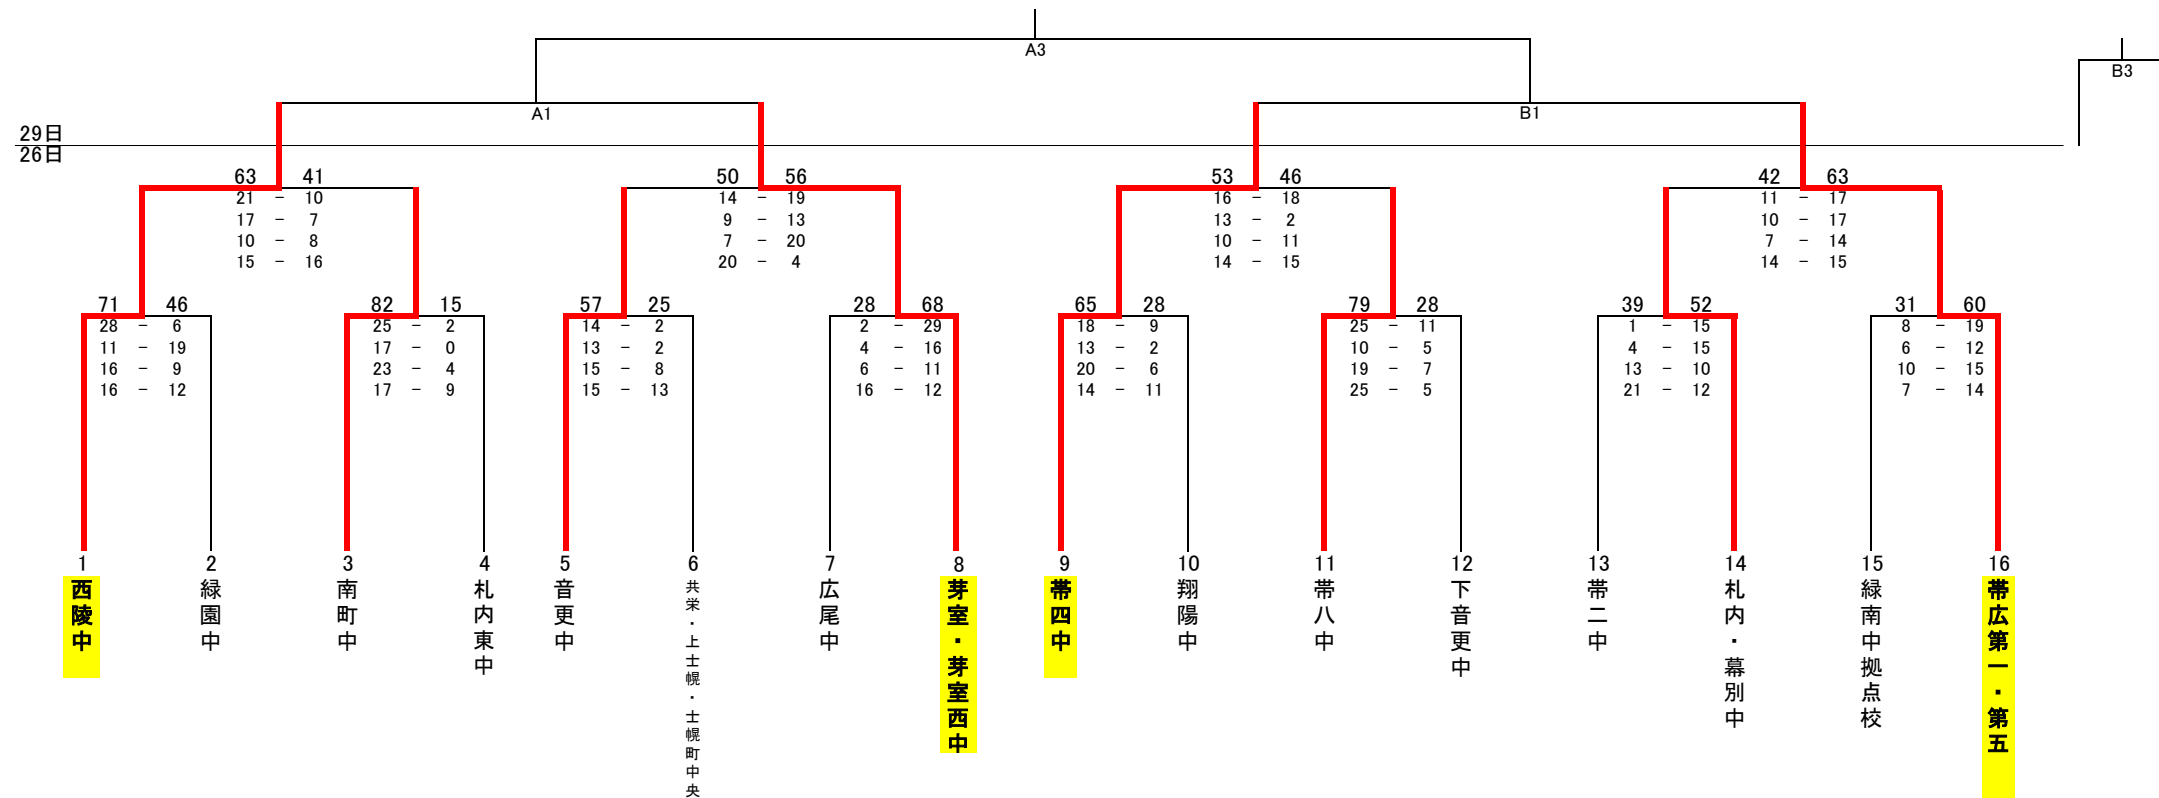 A3
B3
A1
B1
29日
26日
63 41
21 - 10
17 - 7
10 - 8
15 - 16
50 56
14 - 19
9 - 13
7 - 20
20 - 4
53 46
16 - 18
13 - 2
10 - 11
14 - 15
42 63
11 - 17
10 - 17
7 - 14
14 - 15
71 46
28 - 6
11 - 19
16 - 9
16 - 12
82 15
25 - 2
17 - 0
23 - 4
17 - 9
57 25
14 - 2
13 - 2
15 - 8
15 - 13
28 68
2 - 29
4 - 16
6 - 11
16 - 12
65 28
18 - 9
13 - 2
20 - 6
14 - 11
79 28
25 - 11
10 - 5
19 - 7
25 - 5
39 52
1 - 15
4 - 15
13 - 10
21 - 12
31 60
8 - 19
6 - 12
10 - 15
7 - 14
1
西陵中
2
緑園中
3
南町中
4
札内東中
5
音更中
6
共栄・上士幌・士幌町中央
7
広尾中
8
芽室・芽室西中
9
帯四中
10
翔陽中
11
帯八中
12
下音更中
13
帯二中
14
札内・幕別中
15
緑南中拠点校
16
帯広第一・第五